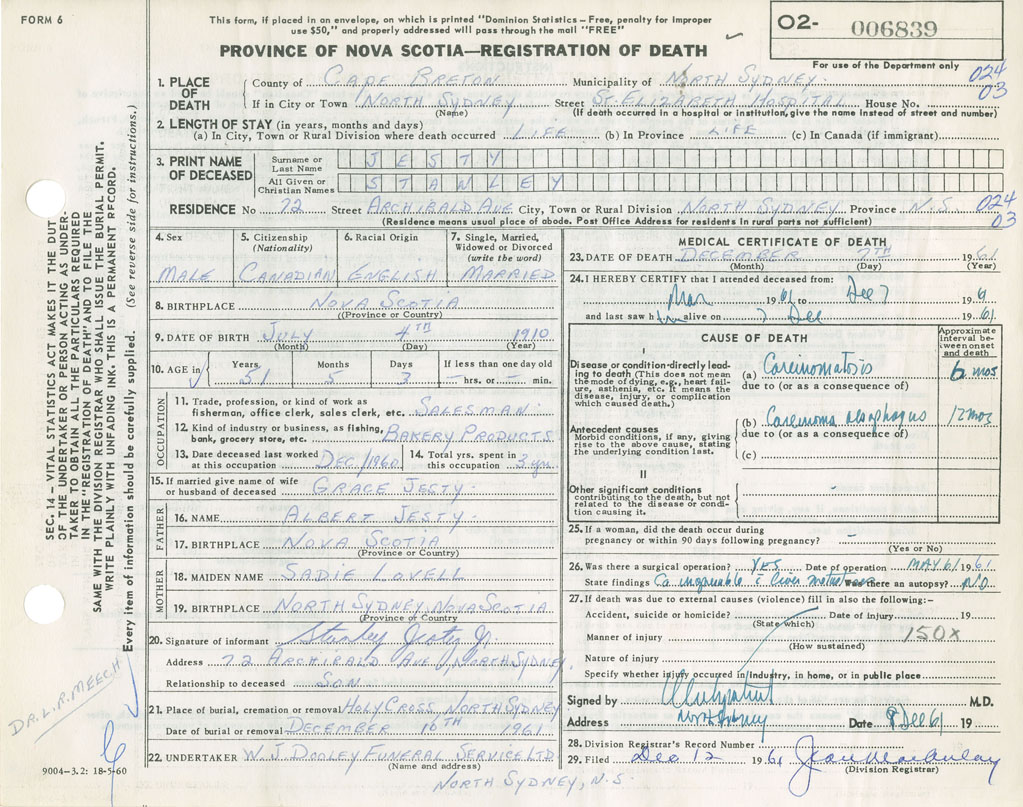 FORM 6
This form, if placed in an envelope, on which is printed "Dominion Statistics – Free, penalty for improper
use $50," and properly addressed will pass through the mail "FREE"
O2- 006839
PROVINCE OF NOVA SCOTIA—REGISTRATION OF DEATH
For use of the Department only
024
03
1. PLACE OF DEATH
County of CAPE BRETON Municipality of NORTH SYDNEY
If in City or Town NORTH SYDNEY Street ST. ELIZABETH HOSPITAL House No.
(Name) (If death occurred in a hospital or institution, give the name instead of street and number)
2. LENGTH OF STAY (in years, months and days)
(a) In City, Town or Rural Division where death occurred LIFE (b) In Province LIFE (c) In Canada (if immigrant)
3. PRINT NAME OF DECEASED
Surname or Last Name JESTY
All Given or Christian Names STANLEY
RESIDENCE No 72 Street ARCHIBALD AVE City, Town or Rural Division NORTH SYDNEY Province N.S.
024
03
(Residence means usual place of abode. Post Office Address for residents in rural parts not sufficient)
4. Sex 5. Citizenship (Nationality) 6. Racial Origin 7. Single, Married, Widowed or Divorced (write the word)
MALE CANADIAN ENGLISH MARRIED
8. BIRTHPLACE NOVA SCOTIA
(Province or Country)
9. DATE OF BIRTH JULY 4TH 1910
(Month) (Day) (Year)
10. AGE in Years Months Days If less than one day old
51 5 3 – hrs. or – min.
OCCUPATION
11. Trade, profession, or kind of work as
fisherman, office clerk, sales clerk, etc. SALESMAN
12. Kind of industry or business, as fishing,
bank, grocery store, etc. BAKERY PRODUCTS
13. Date deceased last worked
at this occupation DEC/1960
14. Total yrs. spent in
this occupation 3 yrs.
15. If married give name of wife
or husband of deceased GRACE JESTY
FATHER
16. NAME ALBERT JESTY
17. BIRTHPLACE NOVA SCOTIA
(Province or Country)
MOTHER
18. MAIDEN NAME SADIE LOVELL
19. BIRTHPLACE NORTH SYDNEY, NOVA SCOTIA
(Province or Country)
20. Signature of informant Stanley Jesty Jr.
Address 72 ARCHIBALD AVE, NORTH SYDNEY
Relationship to deceased SON
21. Place of burial, cremation or removal HOLY CROSS NORTH SYDNEY
Date of burial or removal DECEMBER 10TH 1961
22. UNDERTAKER W. J. DOOLEY FUNERAL SERVICE LTD
(Name and address)
NORTH SYDNEY, N.S.
MEDICAL CERTIFICATE OF DEATH
23. DATE OF DEATH DECEMBER 7TH 1961
(Month) (Day) (Year)
24. I HEREBY CERTIFY that I attended deceased from:
Mar 1961 to Dec 7 1961
and last saw him alive on 7 Dec 1961
CAUSE OF DEATH
Approximate interval between onset and death
I
Disease or condition directly leading to death (This does not mean the mode of dying, e.g., heart failure, asthenia, etc. It means the disease, injury, or complication which caused death.)
(a) Carcinomatosis 6 mos
due to (or as a consequence of)
Antecedent causes
Morbid conditions, if any, giving rise to the above cause, stating the underlying condition last.
(b) Carcinoma oesophagus 12 mos
due to (or as a consequence of)
(c)
II
Other significant conditions
contributing to the death, but not related to the disease or condition causing it. -
25. If a woman, did the death occur during
pregnancy or within 90 days following pregnancy? –
(Yes or No)
26. Was there a surgical operation? YES Date of operation MAY 6/1961
State findings Ca inoperable c̄ liver Was there an autopsy? NO
27. If death was due to external causes (violence) fill in also the following:–
Accident, suicide or homicide? Date of injury 19
(State which)
Manner of injury 150X
(How sustained)
Nature of injury
Specify whether injury occurred in Industry, in home, or in public place
Signed by M.D.
Address North Sydney Date 8 Dec 61 19
28. Division Registrar's Record Number
29. Filed Dec 12 1961
(Division Registrar)
SEC. 14 – VITAL STATISTICS ACT MAKES IT THE DUT
OF THE UNDERTAKER OR PERSON ACTING AS UNDER-
TAKER TO OBTAIN ALL THE PARTICULARS REQUIRED
IN THE "REGISTRATION OF DEATH" AND TO FILE THE
SAME WITH THE DIVISION REGISTRAR WHO SHALL ISSUE THE BURIAL PERMIT.
WRITE PLAINLY WITH UNFADING INK. THIS IS A PERMANENT RECORD.
Every item of information should be carefully supplied. (See reverse side for instructions.)
DR. L. R. MEECH
9004-3.2: 18-5-60